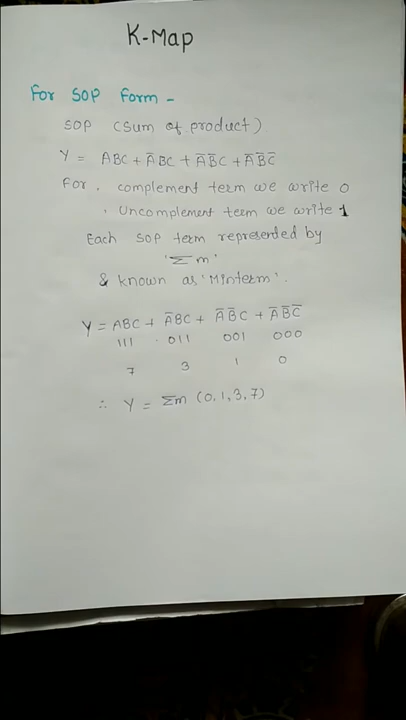 K-Map
For SOP Form -
SOP (Sum of product)
Y = ABC + A̅BC + A̅B̅C + A̅B̅C̅
For . complement term we write 0
. Uncomplement term we write 1
Each SOP term represented by
'Σm'
& known as 'Minterm'.
Y = ABC + A̅BC + A̅B̅C + A̅B̅C̅
111 011 001 000
7 3 1 0
∴ Y = Σm (0,1,3,7)